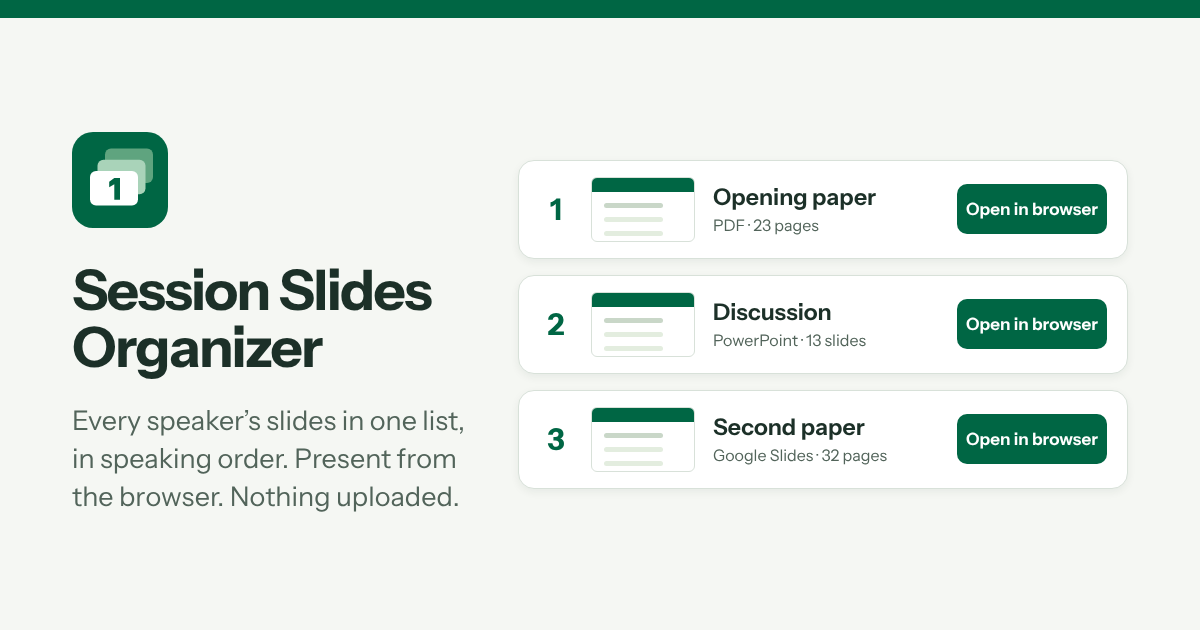 1
Session Slides
Organizer
Every speaker’s slides in one list,
in speaking order. Present from
the browser. Nothing uploaded.
1
Opening paper
PDF · 23 pages
Open in browser
2
Discussion
PowerPoint · 13 slides
Open in browser
3
Second paper
Google Slides · 32 pages
Open in browser